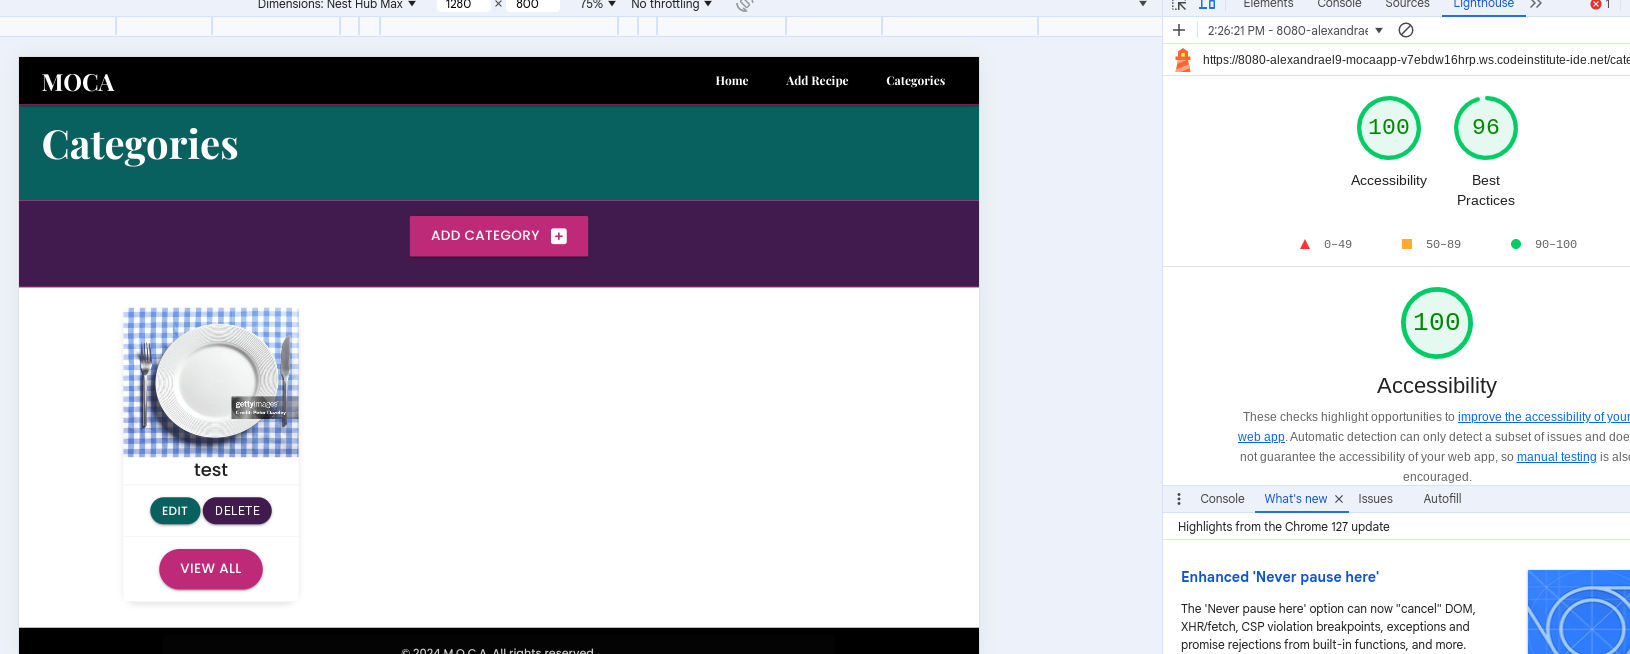 Dimensions: Nest Hub Max ▼ 1280 × 800 75% ▼ No throttling ▼
Elements Console Sources Lighthouse 1
2:26:21 PM - 8080-alexandrae
https://8080-alexandrael9-mocaapp-v7ebdw16hrp.ws.codeinstitute-ide.net/cate
MOCA Home Add Recipe Categories
Categories
ADD CATEGORY
gettyimages
Credit: Peter Dazeley
test
EDIT DELETE
VIEW ALL
© 2024 M.O.C.A. All rights reserved
100 96
Accessibility Best
Practices
0–49 50–89 90–100
100
Accessibility
These checks highlight opportunities to improve the accessibility of your
web app. Automatic detection can only detect a subset of issues and doe
not guarantee the accessibility of your web app, so manual testing is also
encouraged.
Console What's new Issues Autofill
Highlights from the Chrome 127 update
Enhanced 'Never pause here'
The 'Never pause here' option can now "cancel" DOM,
XHR/fetch, CSP violation breakpoints, exceptions and
promise rejections from built-in functions, and more.